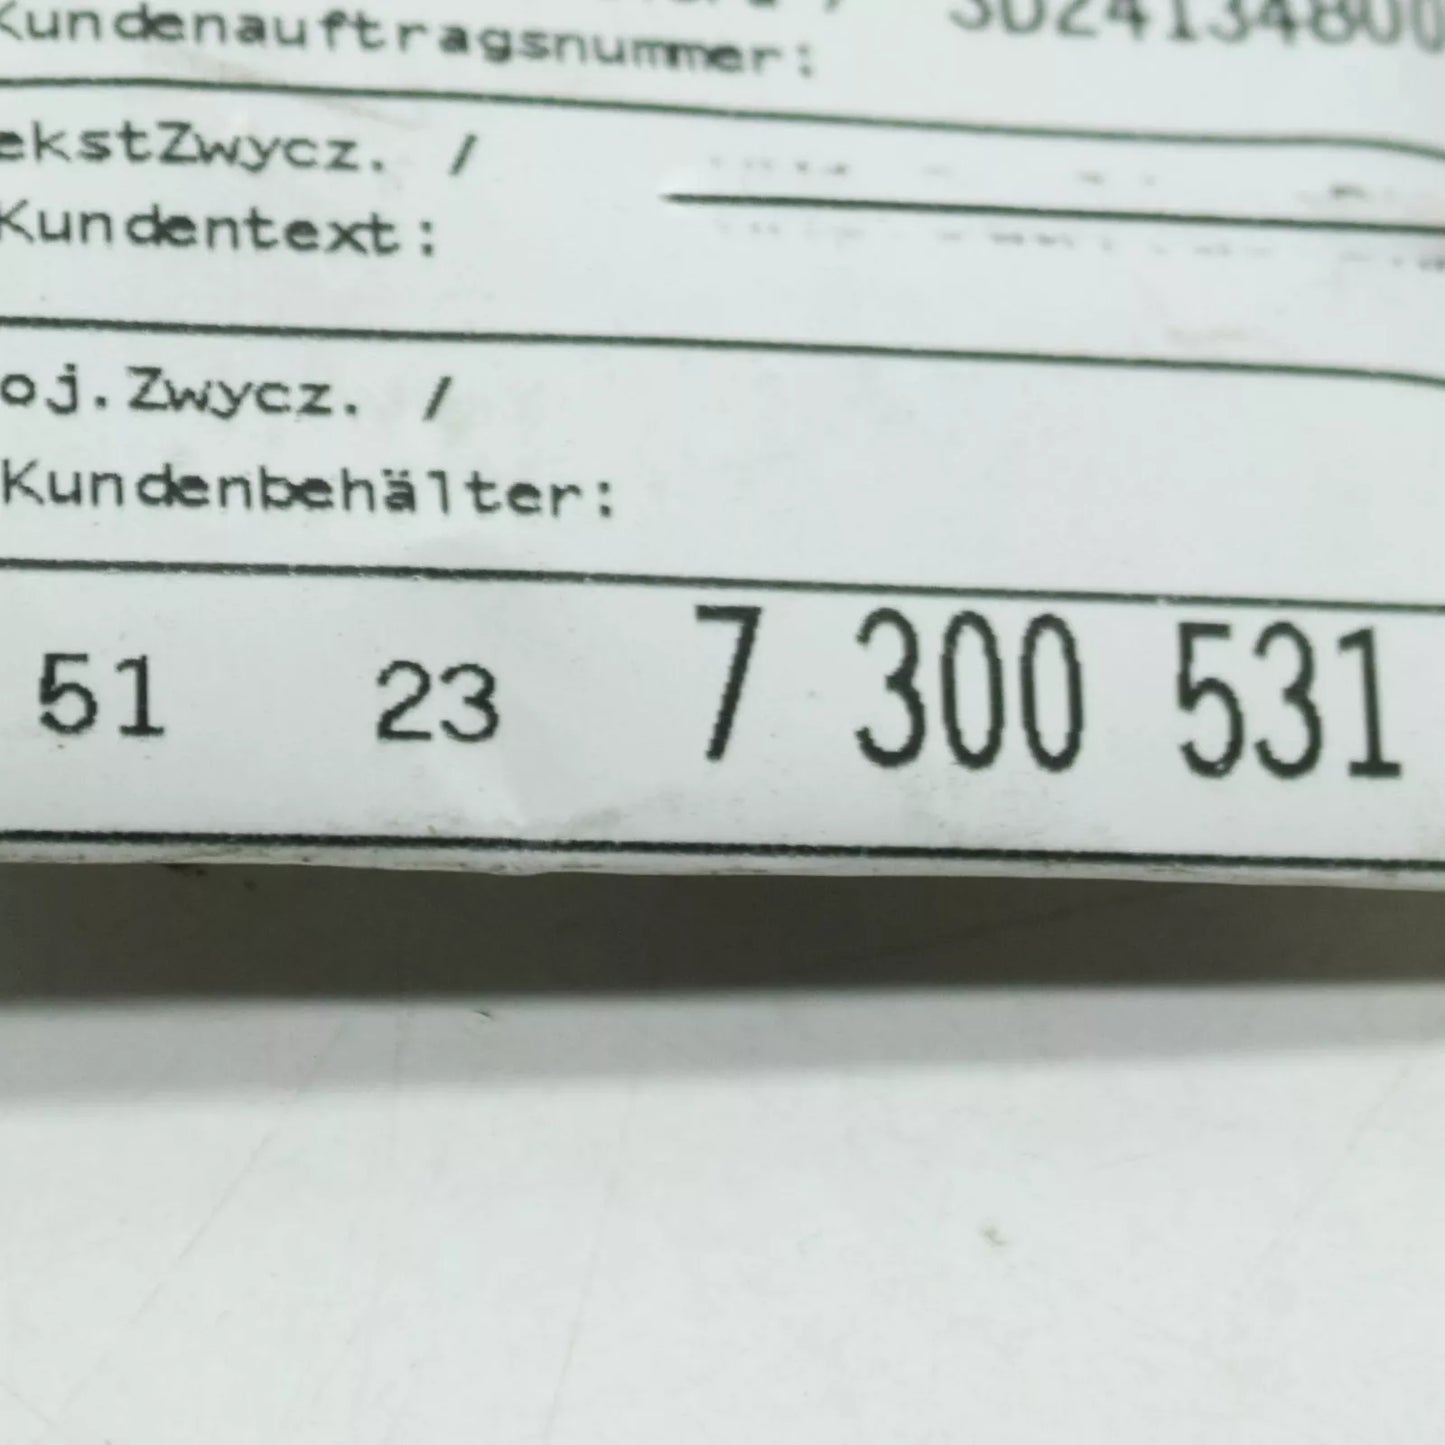 Kundenauftragsnummer:
ekstZwycz. /
Kundentext:
oj.Zwycz. /
Kundenbehälter:
51 23 7 300 531